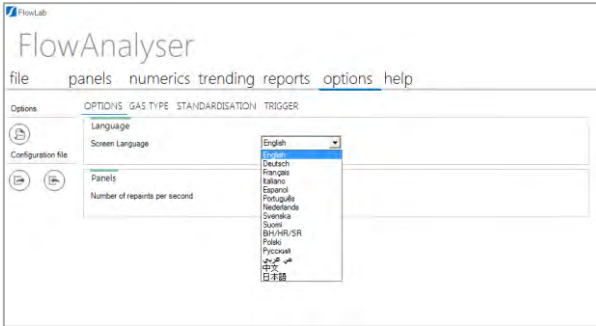 FlowLab
FlowAnalyser
file panels numerics trending reports options help
Options
OPTIONS GAS TYPE STANDARDISATION TRIGGER
Language
Screen Language
English
Configuration file
Panels
Number of repaints per second
English
Deutsch
Français
Italiano
Espanol
Português
Nederlands
Svenska
Suomi
BH/HR/SR
Polski
Русский
中文
日本語